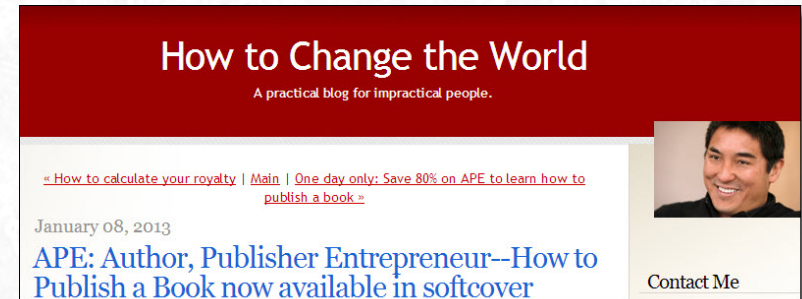 How to Change the World
A practical blog for impractical people.
« How to calculate your royalty | Main | One day only: Save 80% on APE to learn how to
publish a book »
January 08, 2013
APE: Author, Publisher Entrepreneur--How to
Publish a Book now available in softcover
Contact Me